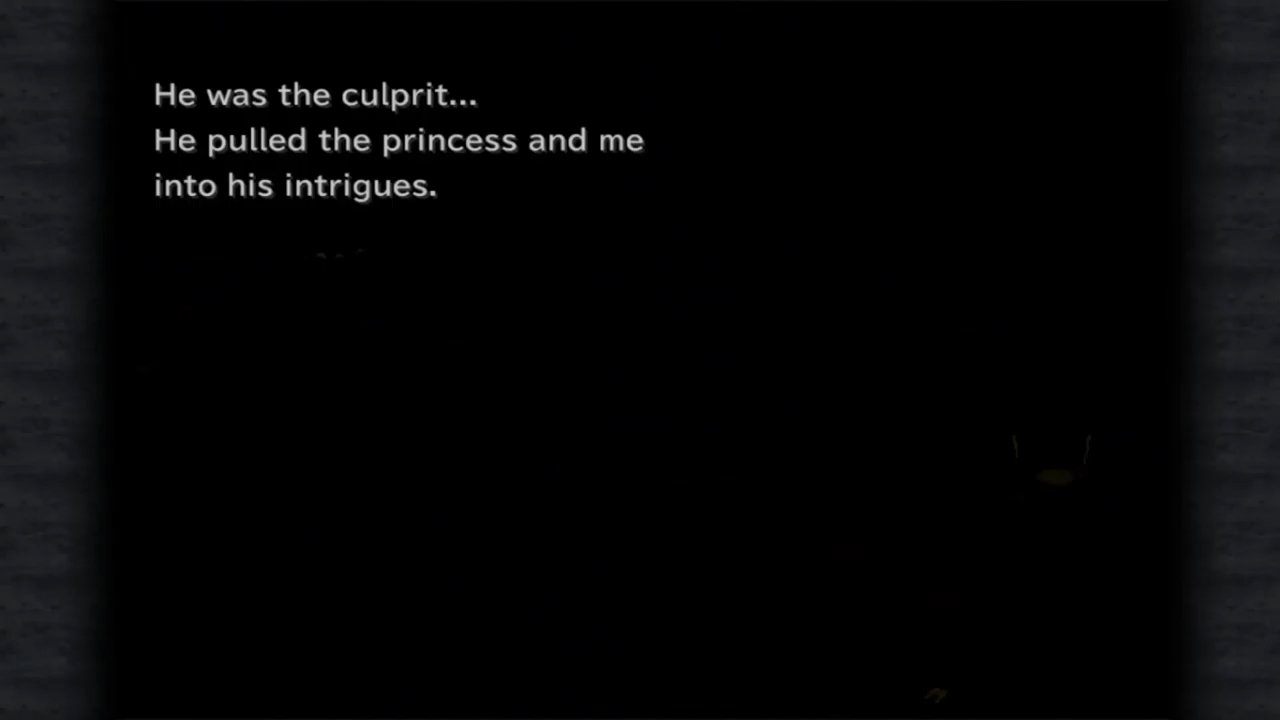 He was the culprit...
He pulled the princess and me
into his intrigues.